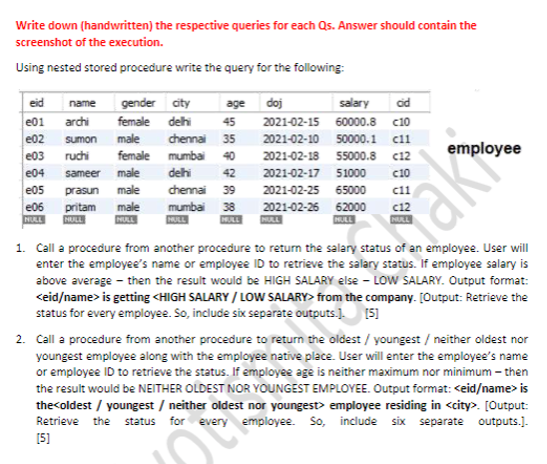 Write down (handwritten) the respective queries for each Qs. Answer should contain the
screenshot of the execution.
Using nested stored procedure write the query for the following:
eid name gender city age doj salary cid
e01 archi female delhi 45 2021-02-15 60000.8 c10
e02 sumon male chennai 35 2021-02-10 50000.1 c11
e03 ruchi female mumbai 40 2021-02-18 55000.8 c12
e04 sameer male delhi 42 2021-02-17 51000 c10
e05 prasun male chennai 39 2021-02-25 65000 c11
e06 pritam male mumbai 38 2021-02-26 62000 c12
NULL NULL NULL NULL NULL NULL NULL NULL
employee
1. Call a procedure from another procedure to return the salary status of an employee. User will
enter the employee's name or employee ID to retrieve the salary status. If employee salary is
above average – then the result would be HIGH SALARY else – LOW SALARY. Output format:
<eid/name> is getting <HIGH SALARY / LOW SALARY> from the company. [Output: Retrieve the
status for every employee. So, include six separate outputs.]. [5]
2. Call a procedure from another procedure to return the oldest / youngest / neither oldest nor
youngest employee along with the employee native place. User will enter the employee's name
or employee ID to retrieve the status. If employee age is neither maximum nor minimum – then
the result would be NEITHER OLDEST NOR YOUNGEST EMPLOYEE. Output format: <eid/name> is
the<oldest / youngest / neither oldest nor youngest> employee residing in <city>. [Output:
Retrieve the status for every employee. So, include six separate outputs.].
[5]